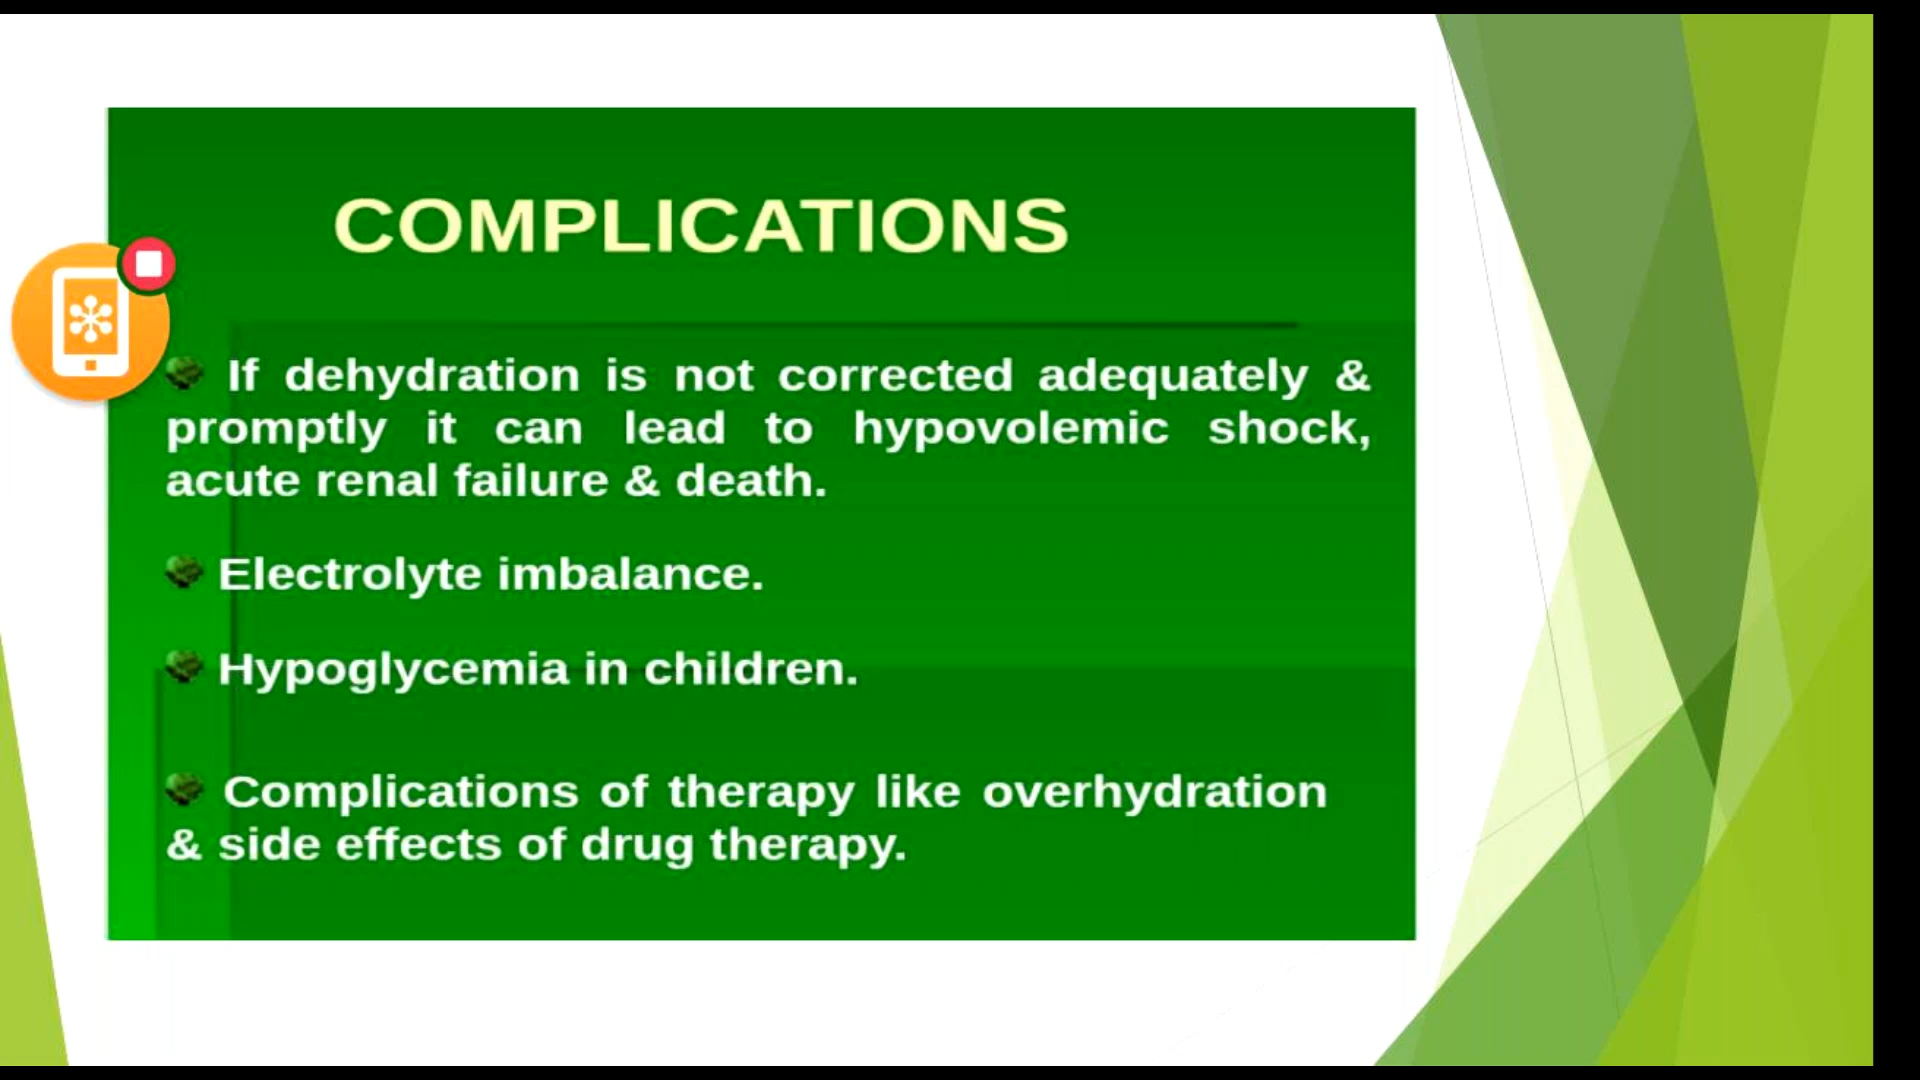 COMPLICATIONS
If dehydration is not corrected adequately &
promptly it can lead to hypovolemic shock,
acute renal failure & death.
Electrolyte imbalance.
Hypoglycemia in children.
Complications of therapy like overhydration
& side effects of drug therapy.